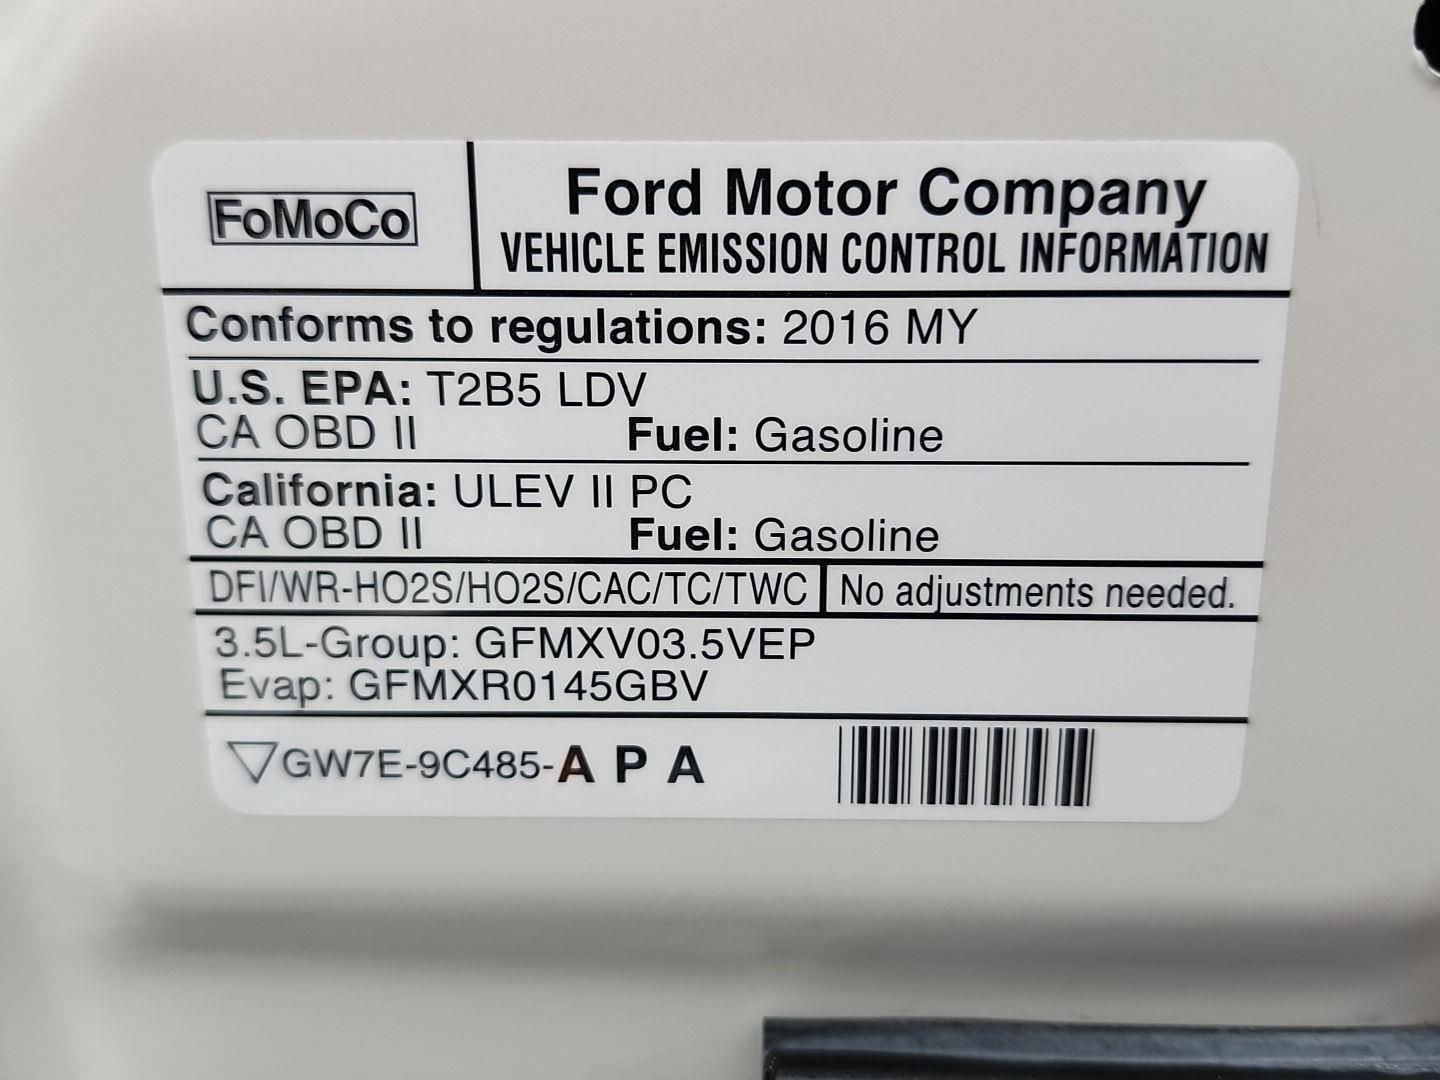 FoMoCo
Ford Motor Company
VEHICLE EMISSION CONTROL INFORMATION
Conforms to regulations: 2016 MY
U.S. EPA: T2B5 LDV
CA OBD II Fuel: Gasoline
California: ULEV II PC
CA OBD II Fuel: Gasoline
DFI/WR-HO2S/HO2S/CAC/TC/TWC No adjustments needed.
3.5L-Group: GFMXV03.5VEP
Evap: GFMXR0145GBV
▽GW7E-9C485-A P A